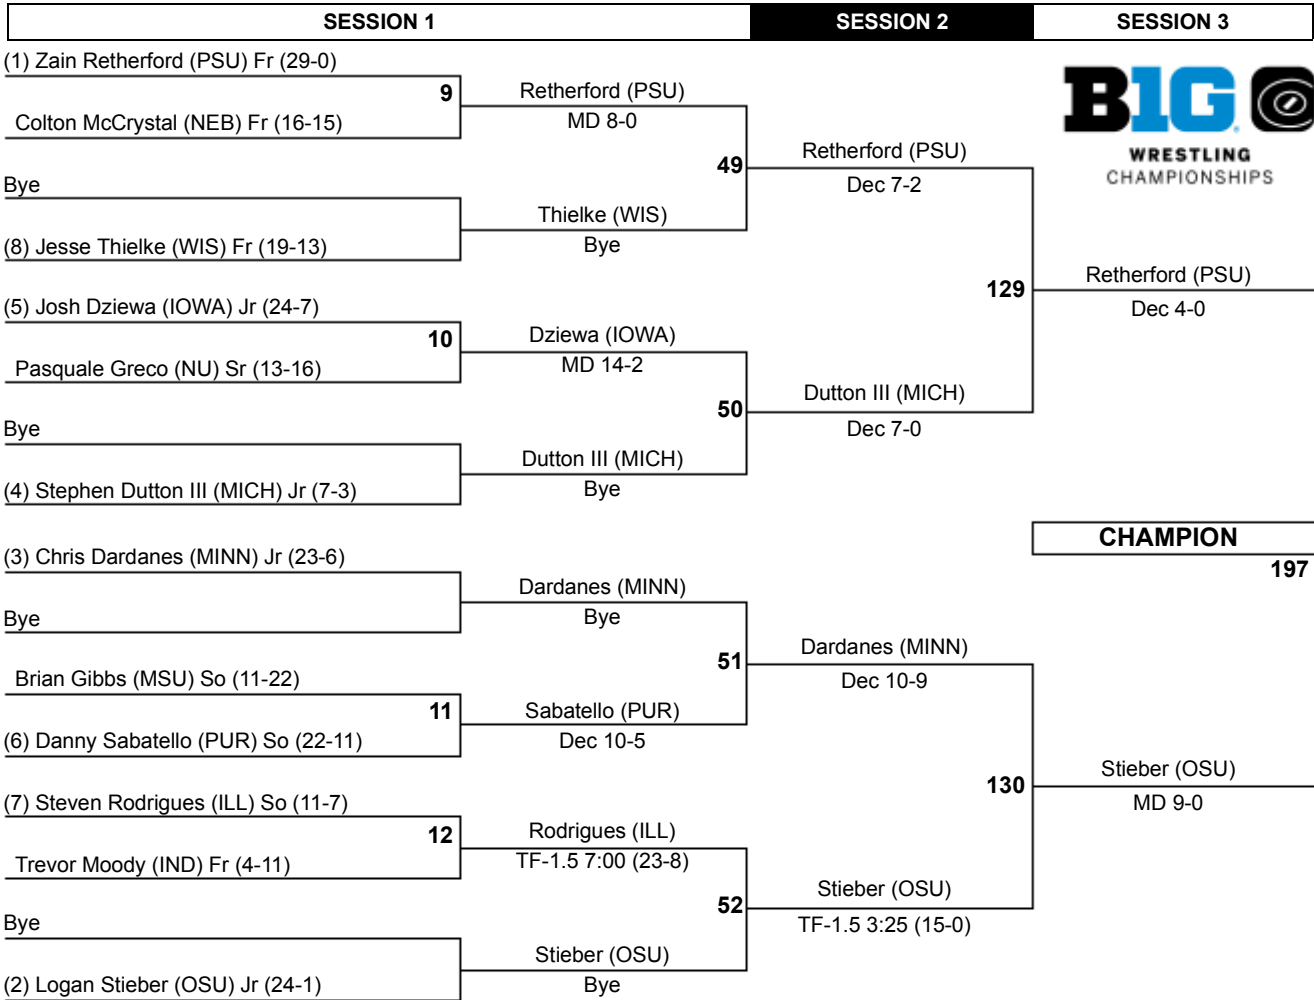 SESSION 1
SESSION 2
SESSION 3
(1) Zain Retherford (PSU) Fr (29-0)
9
Colton McCrystal (NEB) Fr (16-15)
Retherford (PSU)
MD 8-0
Bye
(8) Jesse Thielke (WIS) Fr (19-13)
Thielke (WIS)
Bye
49
Retherford (PSU)
Dec 7-2
(5) Josh Dziewa (IOWA) Jr (24-7)
10
Pasquale Greco (NU) Sr (13-16)
Dziewa (IOWA)
MD 14-2
Bye
(4) Stephen Dutton III (MICH) Jr (7-3)
Dutton III (MICH)
Bye
50
Dutton III (MICH)
Dec 7-0
129
Retherford (PSU)
Dec 4-0
B1G
WRESTLING
CHAMPIONSHIPS
CHAMPION
197
(3) Chris Dardanes (MINN) Jr (23-6)
Bye
Dardanes (MINN)
Bye
Brian Gibbs (MSU) So (11-22)
11
(6) Danny Sabatello (PUR) So (22-11)
Sabatello (PUR)
Dec 10-5
51
Dardanes (MINN)
Dec 10-9
(7) Steven Rodrigues (ILL) So (11-7)
12
Trevor Moody (IND) Fr (4-11)
Rodrigues (ILL)
TF-1.5 7:00 (23-8)
Bye
(2) Logan Stieber (OSU) Jr (24-1)
Stieber (OSU)
Bye
52
Stieber (OSU)
TF-1.5 3:25 (15-0)
130
Stieber (OSU)
MD 9-0